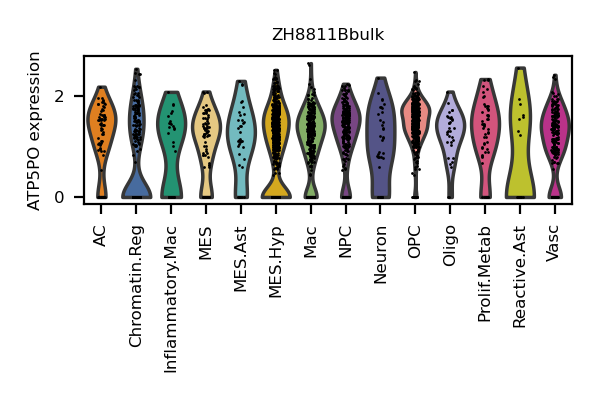 ZH8811Bbulk
ATP5PO expression
2
0
AC
Chromatin.Reg
Inflammatory.Mac
MES
MES.Ast
MES.Hyp
Mac
NPC
Neuron
OPC
Oligo
Prolif.Metab
Reactive.Ast
Vasc